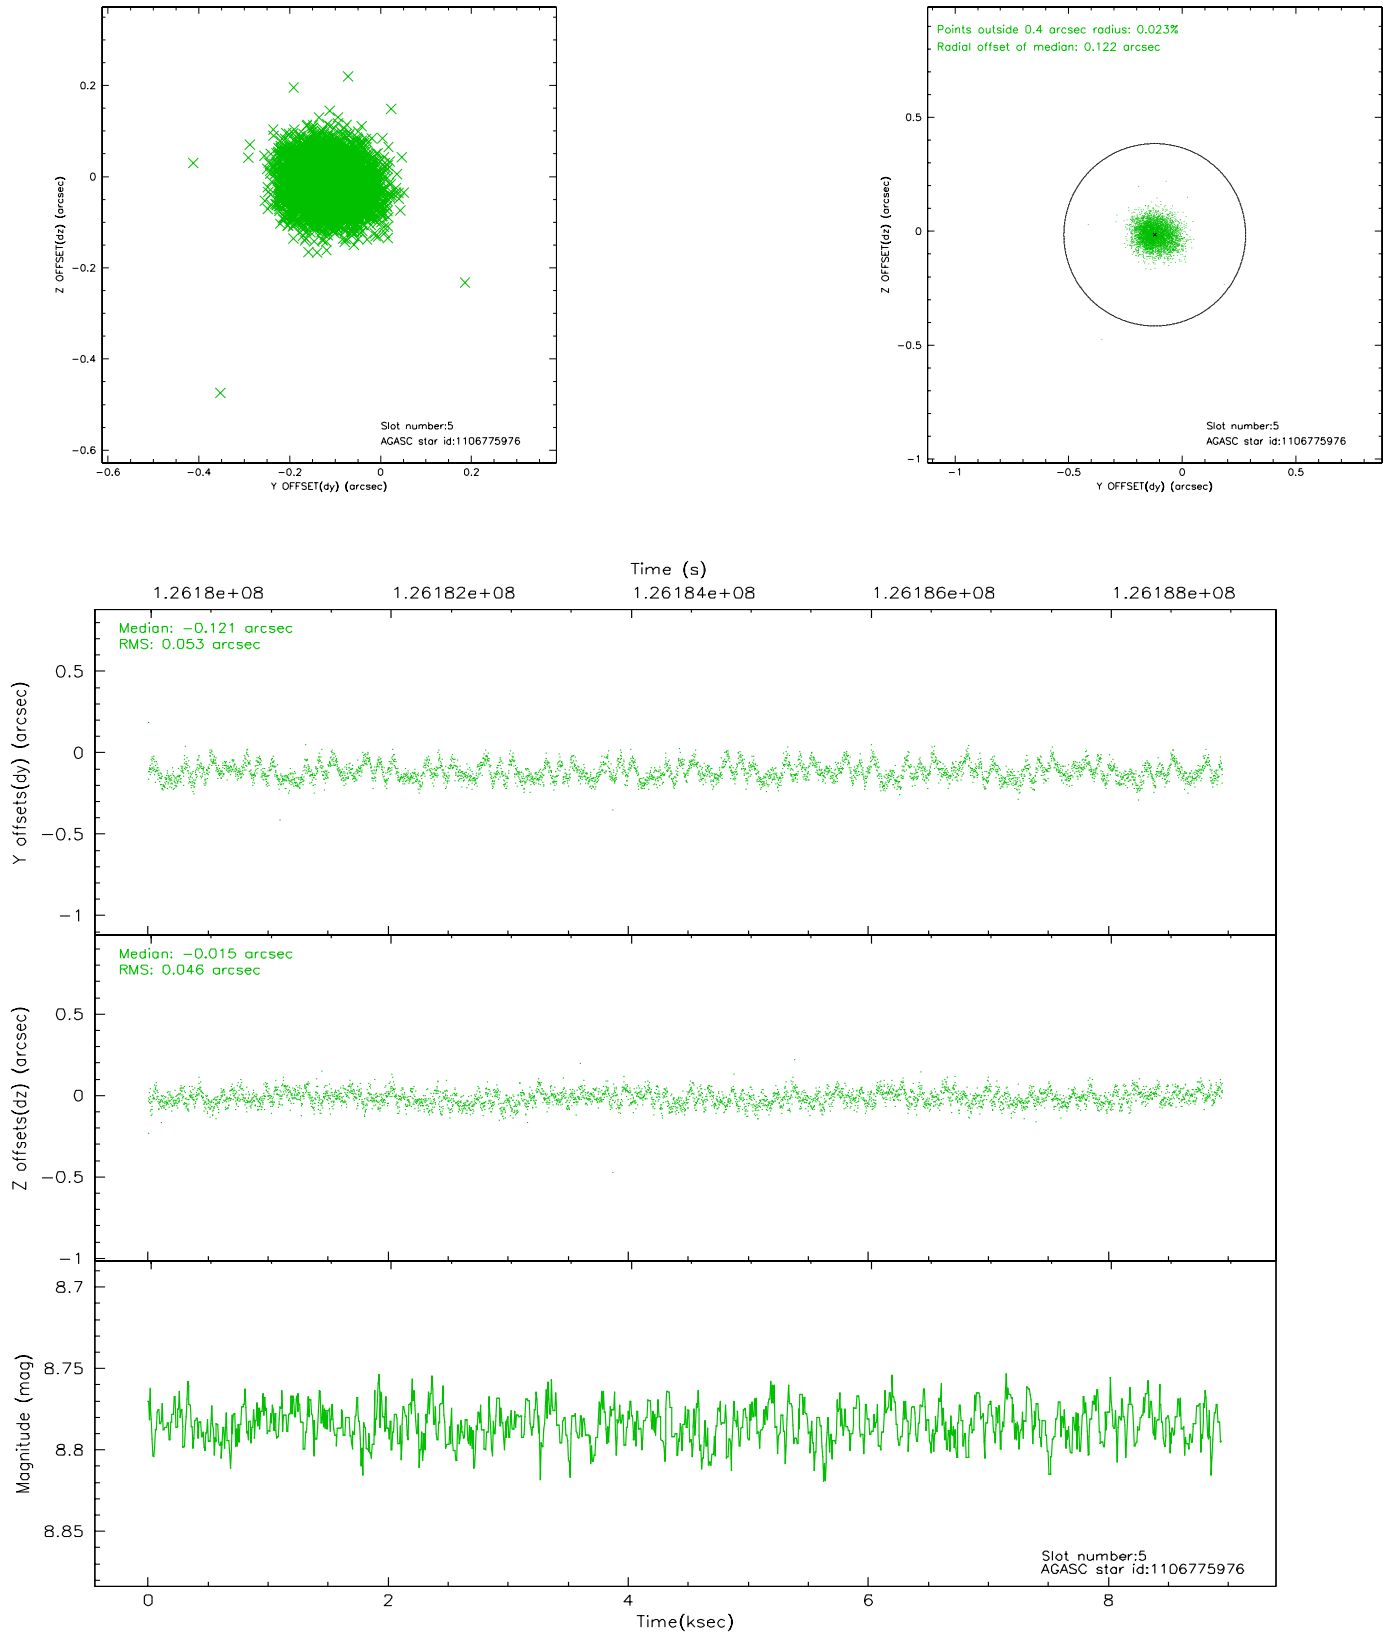 0.2
0
−0.2
−0.4
−0.6
−0.6
−0.4
−0.2
0
0.2
Z OFFSET(dz) (arcsec)
Y OFFSET(dy) (arcsec)
Slot number:5
AGASC star id:1106775976
Points outside 0.4 arcsec radius: 0.023%
Radial offset of median: 0.122 arcsec
0.5
0
−0.5
−1
−1
−0.5
0
0.5
Z OFFSET(dz) (arcsec)
Y OFFSET(dy) (arcsec)
Slot number:5
AGASC star id:1106775976
Time (s)
1.2618e+08
1.26182e+08
1.26184e+08
1.26186e+08
1.26188e+08
Median: −0.121 arcsec
RMS: 0.053 arcsec
0.5
0
−0.5
−1
Y offsets(dy) (arcsec)
Median: −0.015 arcsec
RMS: 0.046 arcsec
0.5
0
−0.5
−1
Z offsets(dz) (arcsec)
8.7
8.75
8.8
8.85
Magnitude (mag)
Slot number:5
AGASC star id:1106775976
0
2
4
6
8
Time(ksec)